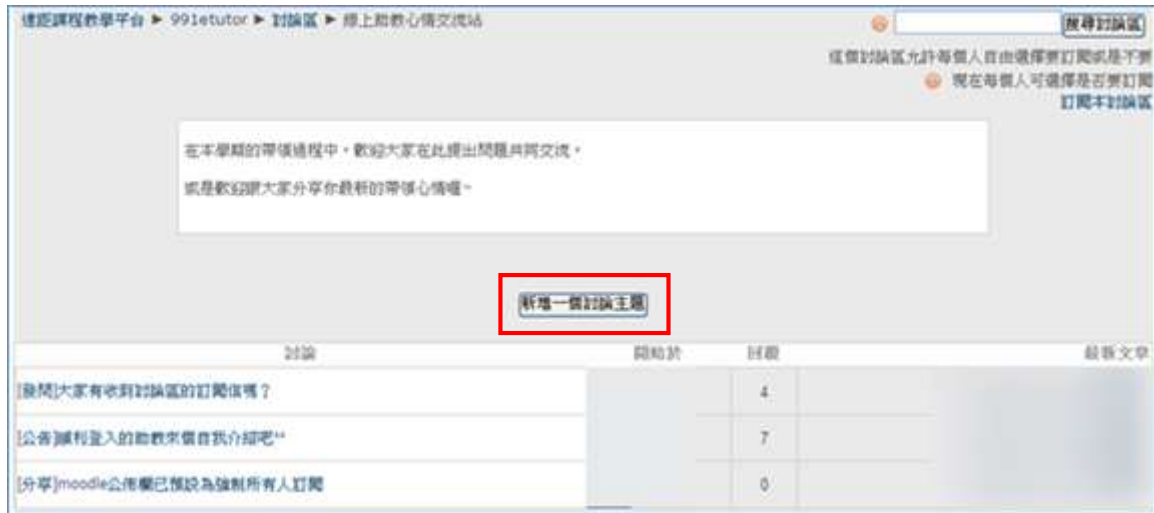 遠距課程教學平台 ► 991etutor ► 討論區 ► 線上助教心情交流站
搜尋討論區
這個討論區允許每個人自由選擇要訂閱或是不要
現在每個人可選擇是否要訂閱
訂閱本討論區
在本學期的帶領過程中，歡迎大家在此提出問題共同交流。
或是歡迎跟大家分享你最新的帶領心情喔~
新增一個討論主題
討論 開始於 回覆 最新文章
[發問]大家有收到討論區的訂閱信嗎？ 4
[公告]順利登入的助教來個自我介紹吧^^ 7
[分享]moodle公佈欄已預設為強制所有人訂閱 0